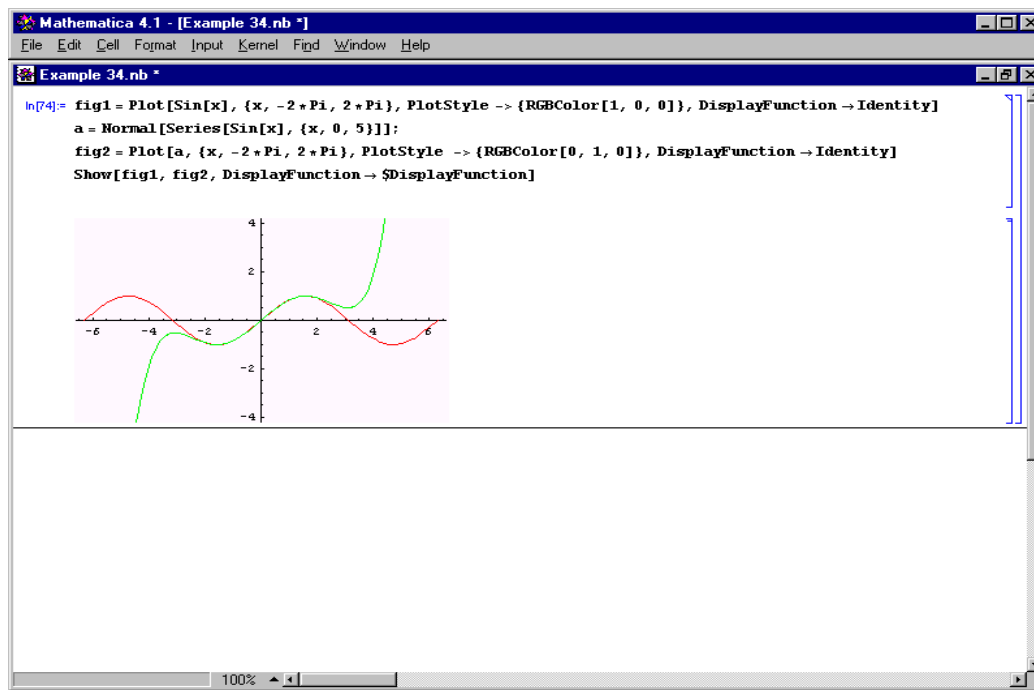 Mathematica 4.1 - [Example 34.nb *]
File Edit Cell Format Input Kernel Find Window Help
Example 34.nb *
In[74]:= fig1 = Plot[Sin[x], {x, -2 * Pi, 2 * Pi}, PlotStyle -> {RGBColor[1, 0, 0]}, DisplayFunction → Identity]
a = Normal[Series[Sin[x], {x, 0, 5}]];
fig2 = Plot[a, {x, -2 * Pi, 2 * Pi}, PlotStyle -> {RGBColor[0, 1, 0]}, DisplayFunction → Identity]
Show[fig1, fig2, DisplayFunction → $DisplayFunction]
4
2
-6 -4 -2 2 4 6
-2
-4
100%